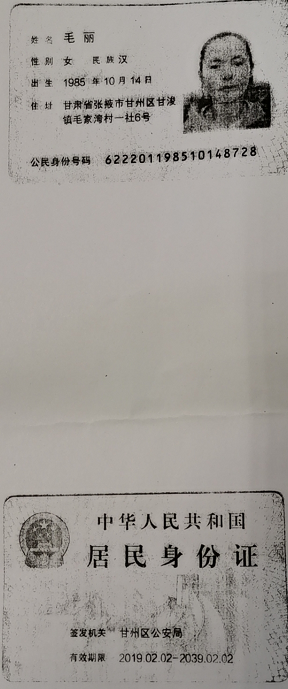 姓名 毛丽
性别 女 民族 汉
出生 1985 年 10 月 14 日
住址 甘肃省张掖市甘州区甘浚
镇毛家湾村一社6号
公民身份号码 622201198510148728
中华人民共和国
居民身份证
签发机关 甘州区公安局
有效期限 2019.02.02-2039.02.02